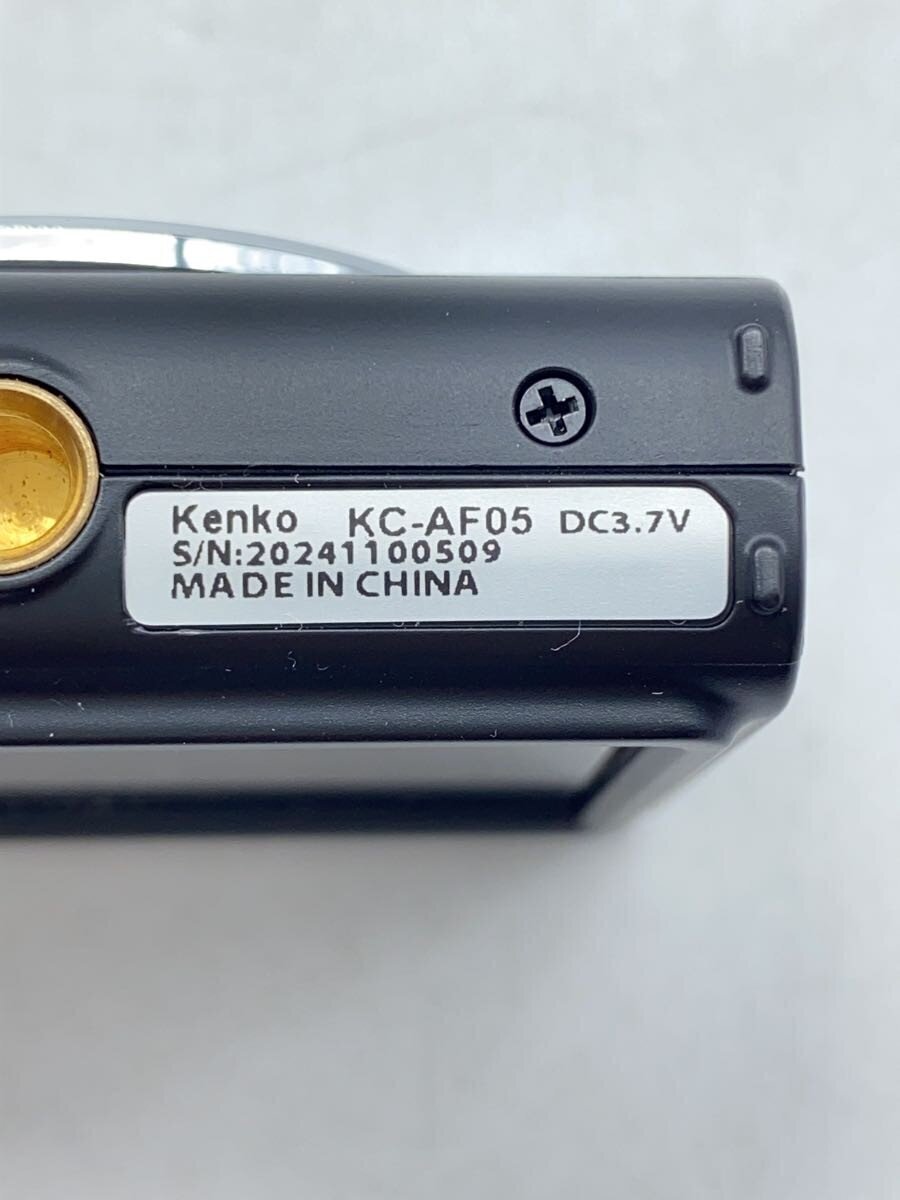 Kenko KC-AF05 DC3.7V
S/N:20241100509
MADE IN CHINA